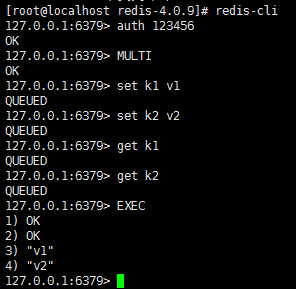 [root@localhost redis-4.0.9]# redis-cli
127.0.0.1:6379> auth 123456
OK
127.0.0.1:6379> MULTI
OK
127.0.0.1:6379> set k1 v1
QUEUED
127.0.0.1:6379> set k2 v2
QUEUED
127.0.0.1:6379> get k1
QUEUED
127.0.0.1:6379> get k2
QUEUED
127.0.0.1:6379> EXEC
1) OK
2) OK
3) "v1"
4) "v2"
127.0.0.1:6379>